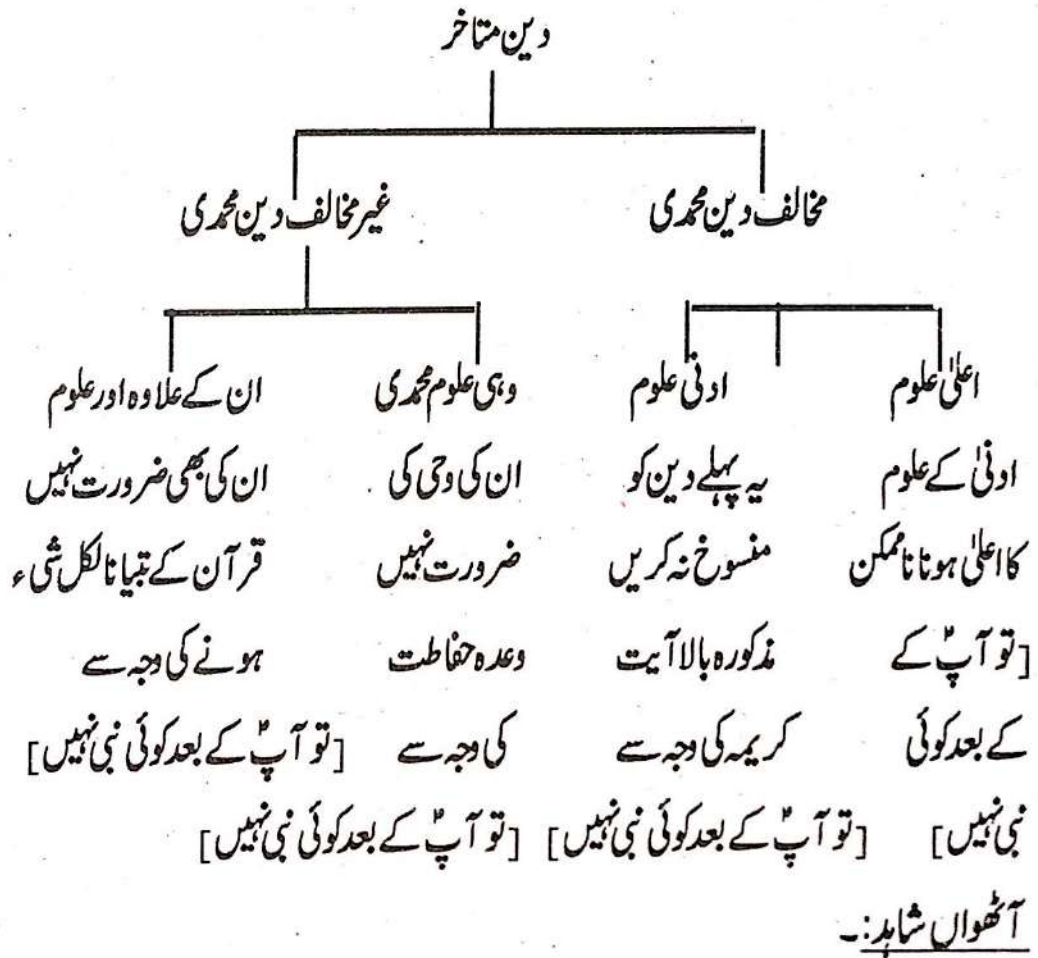 دین متاخر
مخالف دین محمدی
غیر مخالف دین محمدی
اعلیٰ علوم
ادنیٰ کے علوم
کا اعلیٰ ہونا ناممکن
[تو آپؐ کے
کے بعد کوئی
نبی نہیں]
ادنیٰ علوم
یہ پہلے دین کو
منسوخ نہ کریں
مذکورہ بالا آیت
کریمہ کی وجہ سے
[تو آپؐ کے بعد کوئی نبی نہیں]
وہی علوم محمدی
ان کی وحی کی
ضرورت نہیں
وعدہ حفاطت
کی وجہ سے
[تو آپؐ کے بعد کوئی نبی نہیں]
ان کے علاوہ اور علوم
ان کی بھی ضرورت نہیں
قرآن کے تبیانا لکل شیء
ہونے کی وجہ سے
[تو آپؐ کے بعد کوئی نبی نہیں]
آٹھواں شاہد:۔